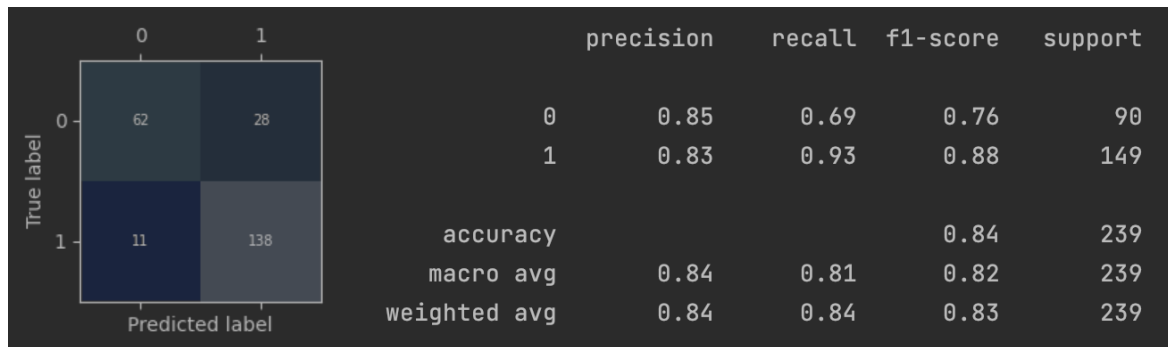 0 1
True label
0 62 28
1 11 138
Predicted label
precision recall f1-score support
0 0.85 0.69 0.76 90
1 0.83 0.93 0.88 149
accuracy 0.84 239
macro avg 0.84 0.81 0.82 239
weighted avg 0.84 0.84 0.83 239